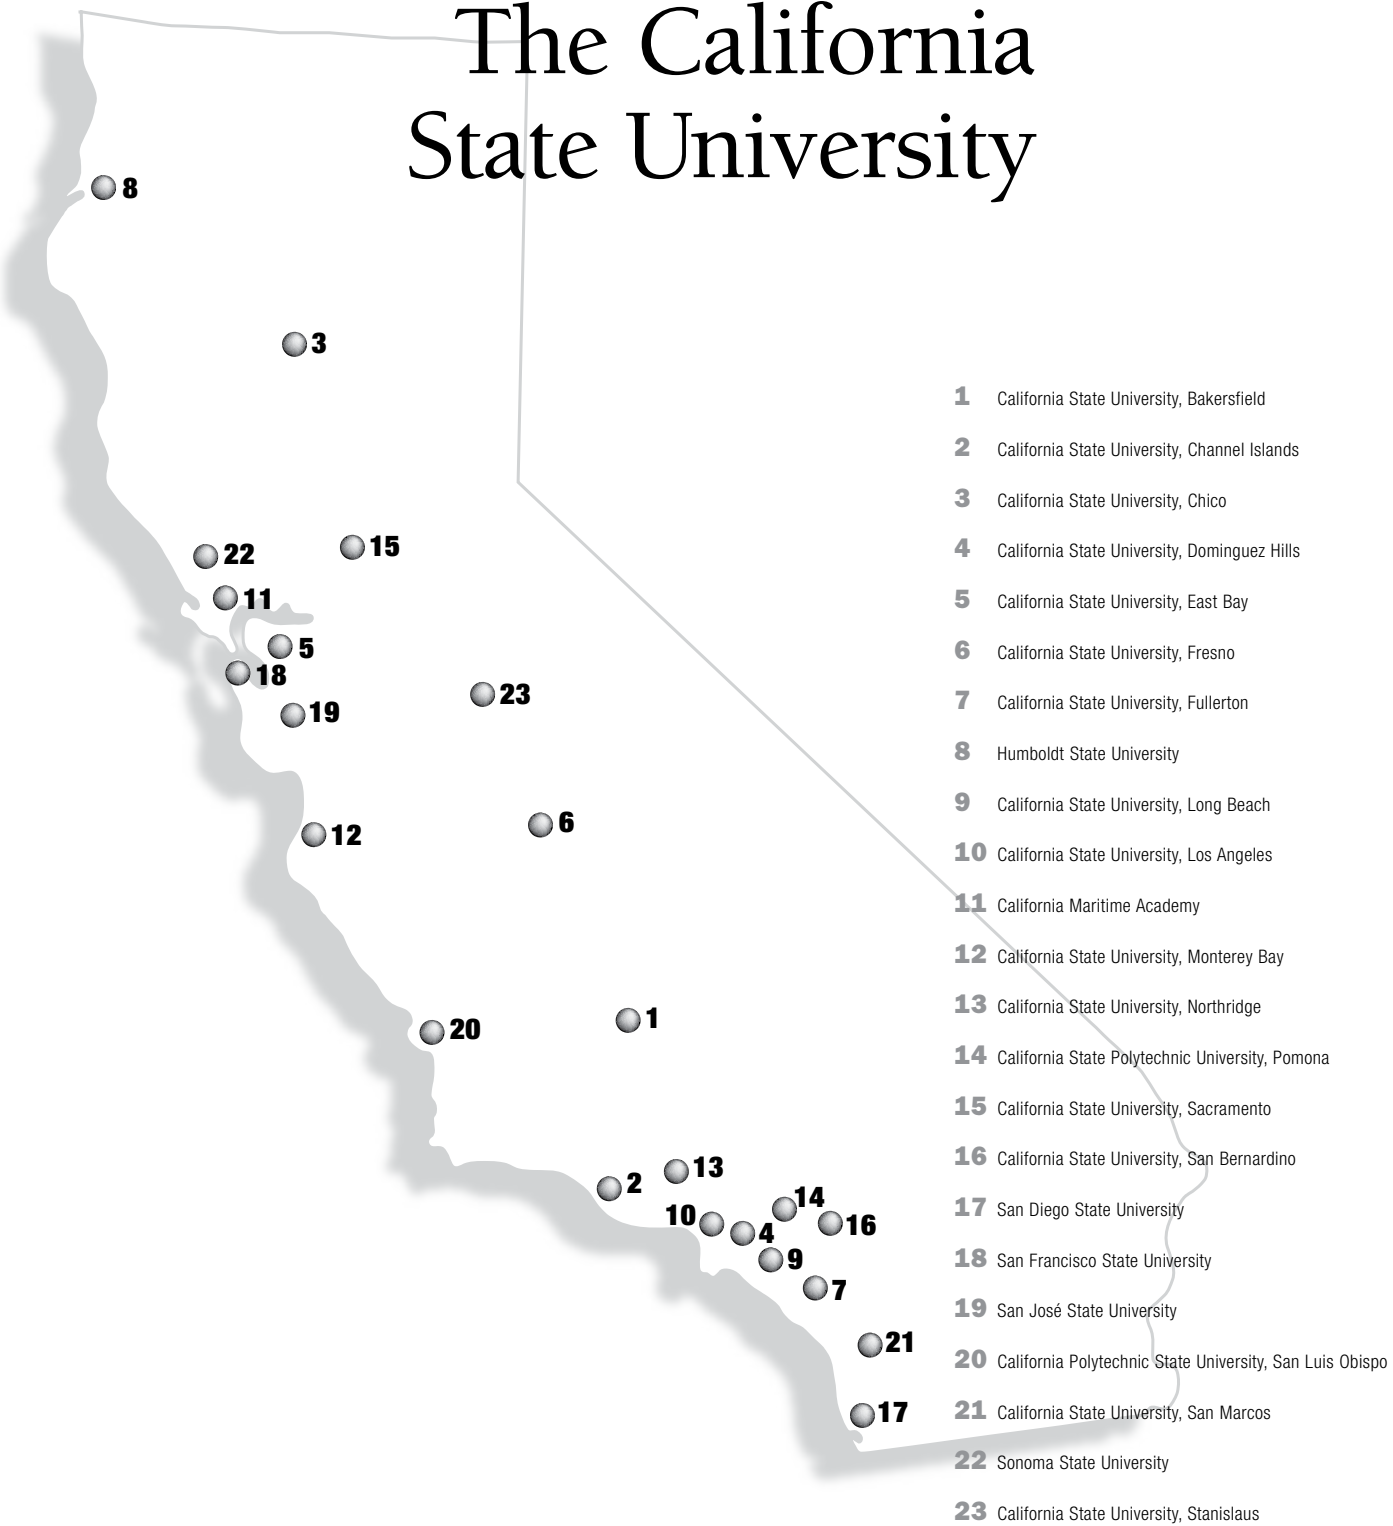 The California
State University
8
3
22
15
11
5
18
23
19
12
6
20
1
13
2
14
10
4
16
9
7
21
17
1 California State University, Bakersfield
2 California State University, Channel Islands
3 California State University, Chico
4 California State University, Dominguez Hills
5 California State University, East Bay
6 California State University, Fresno
7 California State University, Fullerton
8 Humboldt State University
9 California State University, Long Beach
10 California State University, Los Angeles
11 California Maritime Academy
12 California State University, Monterey Bay
13 California State University, Northridge
14 California State Polytechnic University, Pomona
15 California State University, Sacramento
16 California State University, San Bernardino
17 San Diego State University
18 San Francisco State University
19 San José State University
20 California Polytechnic State University, San Luis Obispo
21 California State University, San Marcos
22 Sonoma State University
23 California State University, Stanislaus